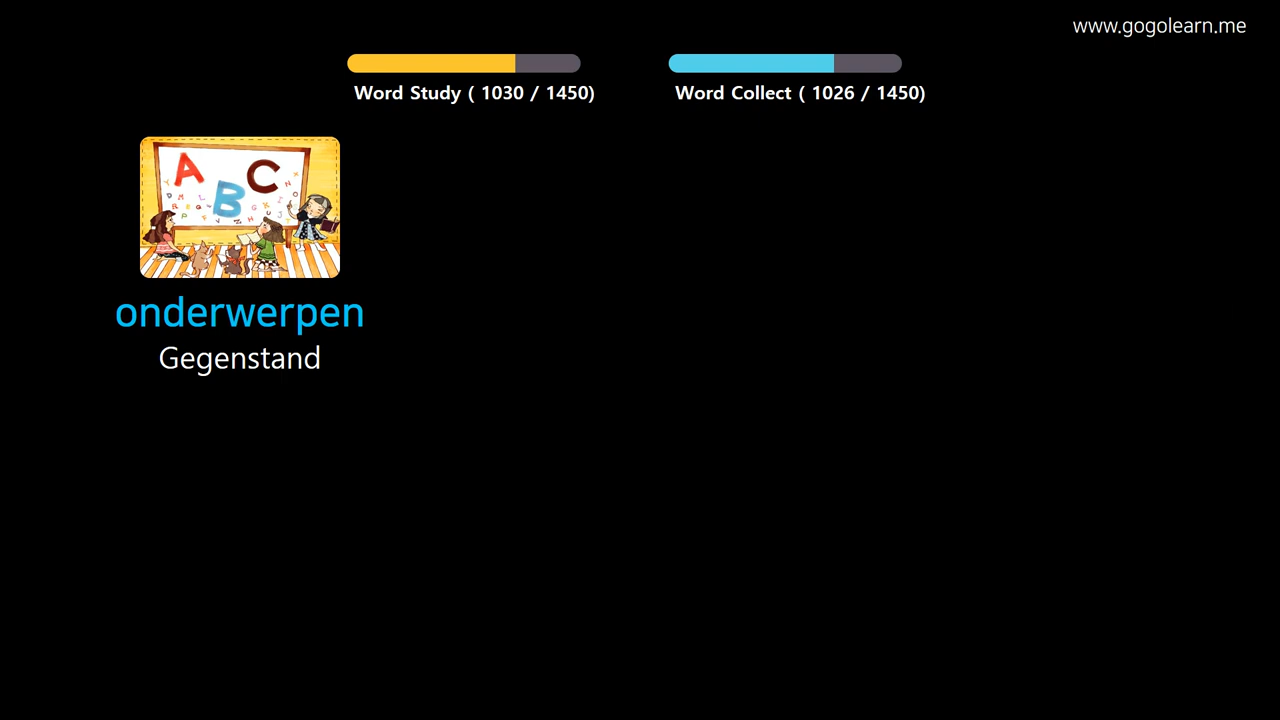 www.gogolearn.me
Word Study ( 1030 / 1450)
Word Collect ( 1026 / 1450)
A
B
C
onderwerpen
Gegenstand